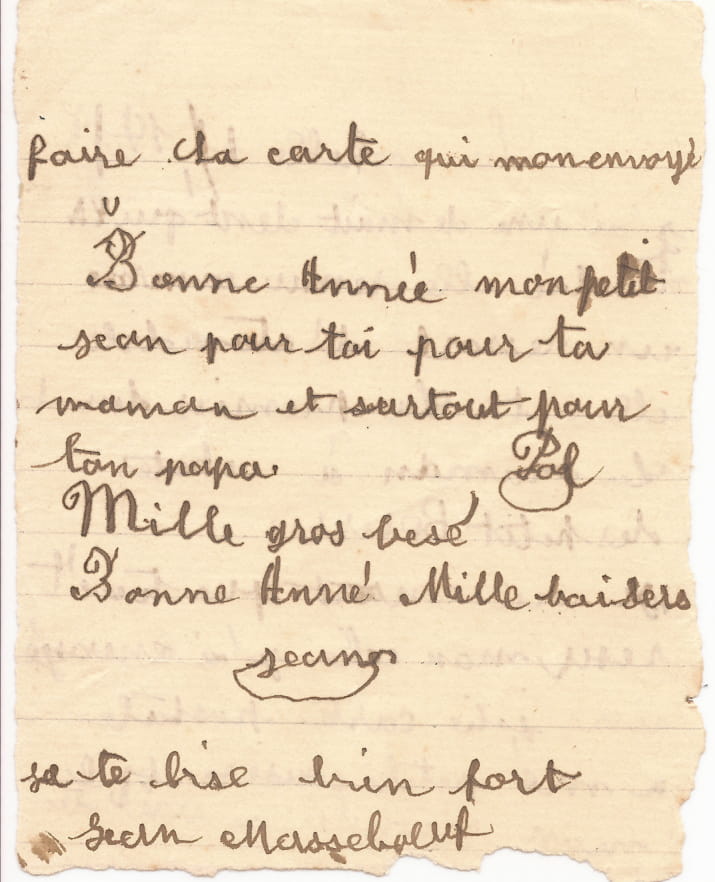 faire la carte qui mon envoyé
Bonne Année mon petit
jean pour toi pour ta
maman et surtout pour
ton papa. Pol
Mille gros besé
Bonne Anné Mille baisers
jean
je te bise bien fort
Jean Masseboeuf